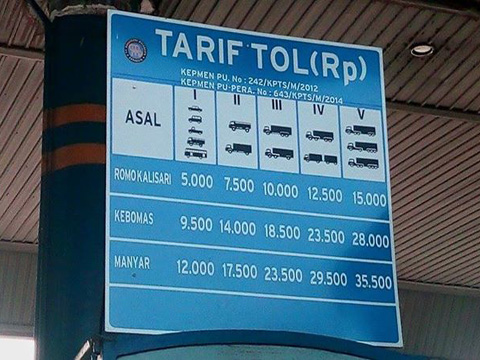 TARIF TOL(Rp)
KEPMEN PU. No : 242/KPTS/M/2012
KEPMEN PU-PERA. No : 643/KPTS/M/2014
ASAL I II III IV V
ROMOKALISARI 5.000 7.500 10.000 12.500 15.000
KEBOMAS 9.500 14.000 18.500 23.500 28.000
MANYAR 12.000 17.500 23.500 29.500 35.500